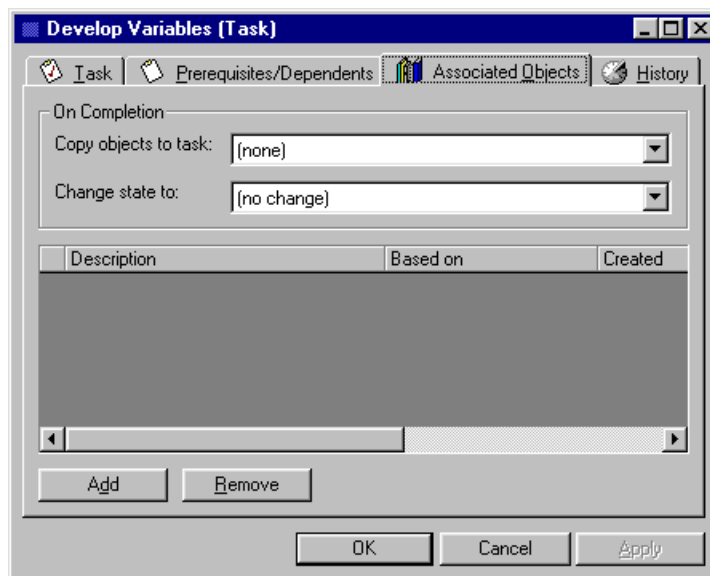 Develop Variables (Task)
Task Prerequisites/Dependents Associated Objects History
On Completion
Copy objects to task: (none)
Change state to: (no change)
Description Based on Created
Add Remove
OK Cancel Apply